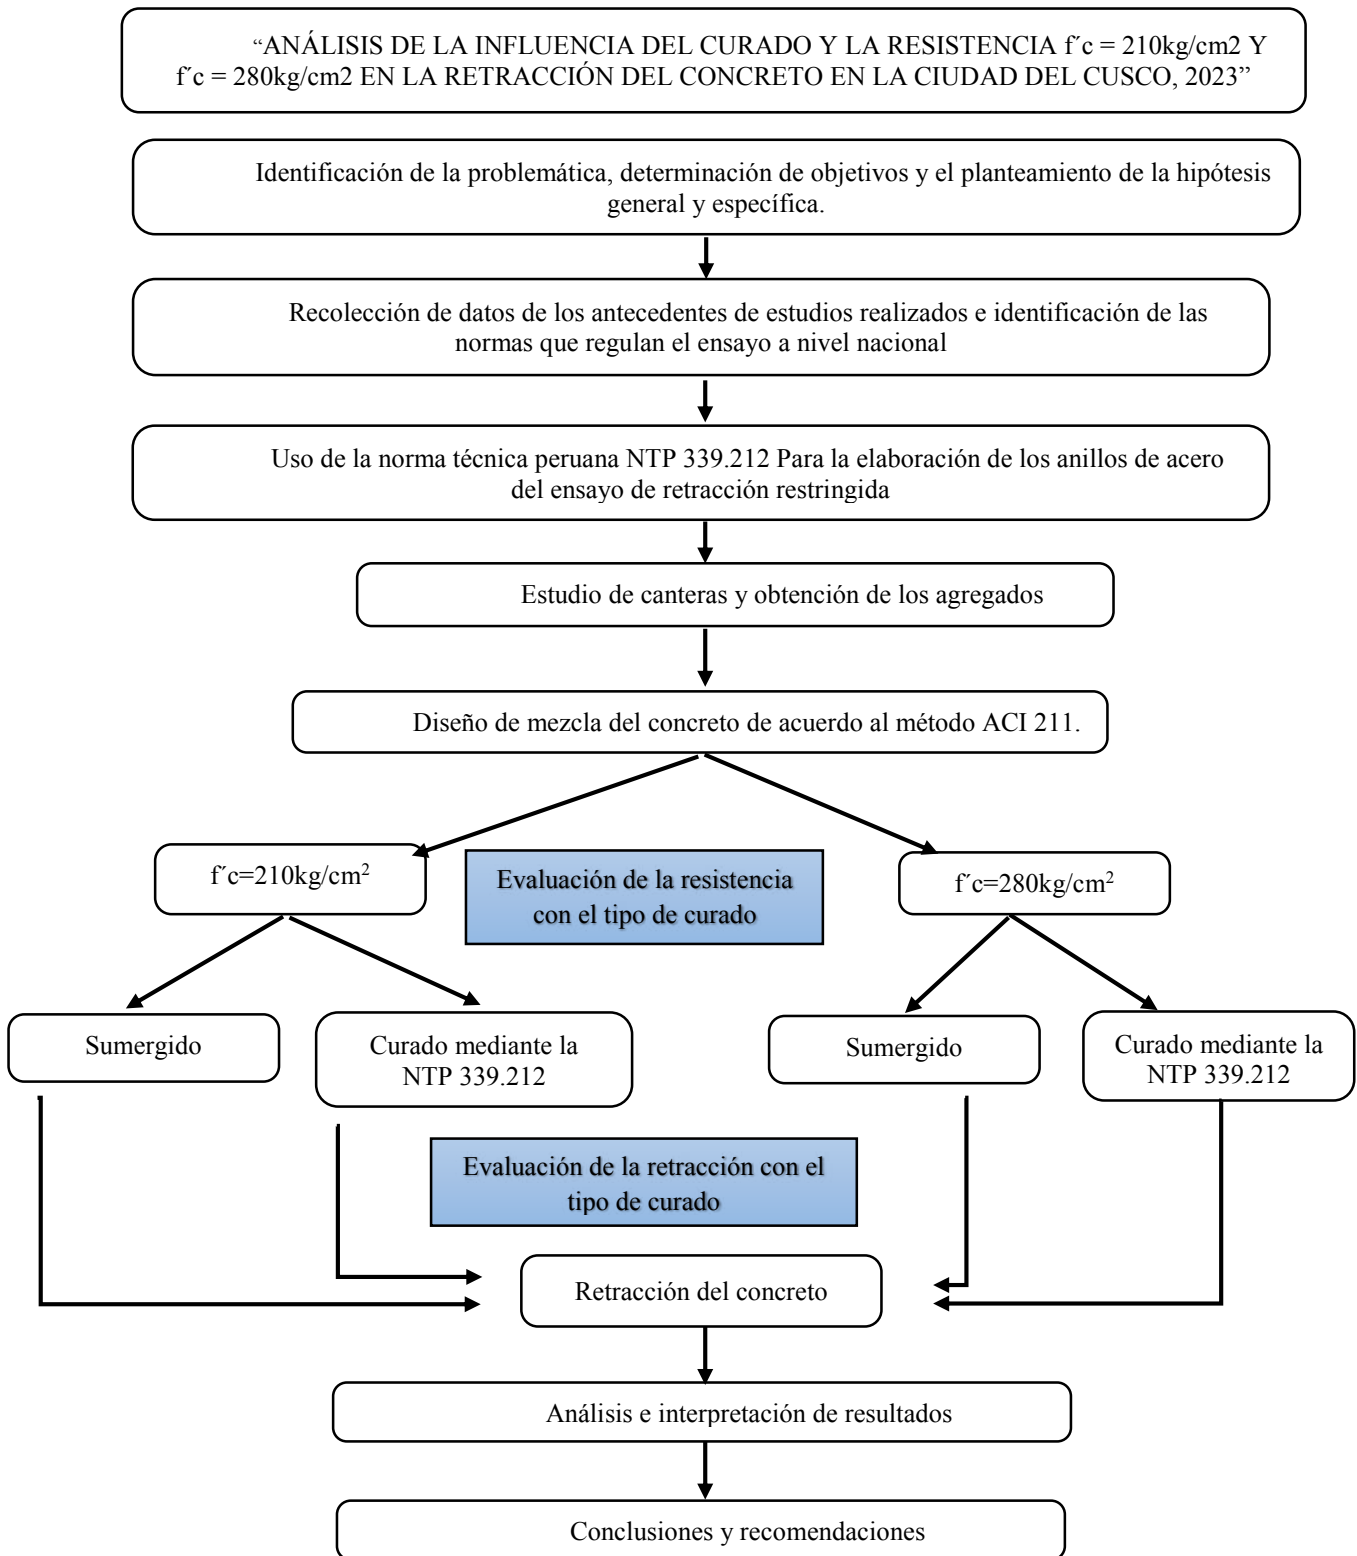 “ANÁLISIS DE LA INFLUENCIA DEL CURADO Y LA RESISTENCIA f´c = 210kg/cm2 Y
f´c = 280kg/cm2 EN LA RETRACCIÓN DEL CONCRETO EN LA CIUDAD DEL CUSCO, 2023”
Identificación de la problemática, determinación de objetivos y el planteamiento de la hipótesis
general y específica.
Recolección de datos de los antecedentes de estudios realizados e identificación de las
normas que regulan el ensayo a nivel nacional
Uso de la norma técnica peruana NTP 339.212 Para la elaboración de los anillos de acero
del ensayo de retracción restringida
Estudio de canteras y obtención de los agregados
Diseño de mezcla del concreto de acuerdo al método ACI 211.
f´c=210kg/cm²
Evaluación de la resistencia
con el tipo de curado
f´c=280kg/cm²
Sumergido
Curado mediante la
NTP 339.212
Sumergido
Curado mediante la
NTP 339.212
Evaluación de la retracción con el
tipo de curado
Retracción del concreto
Análisis e interpretación de resultados
Conclusiones y recomendaciones